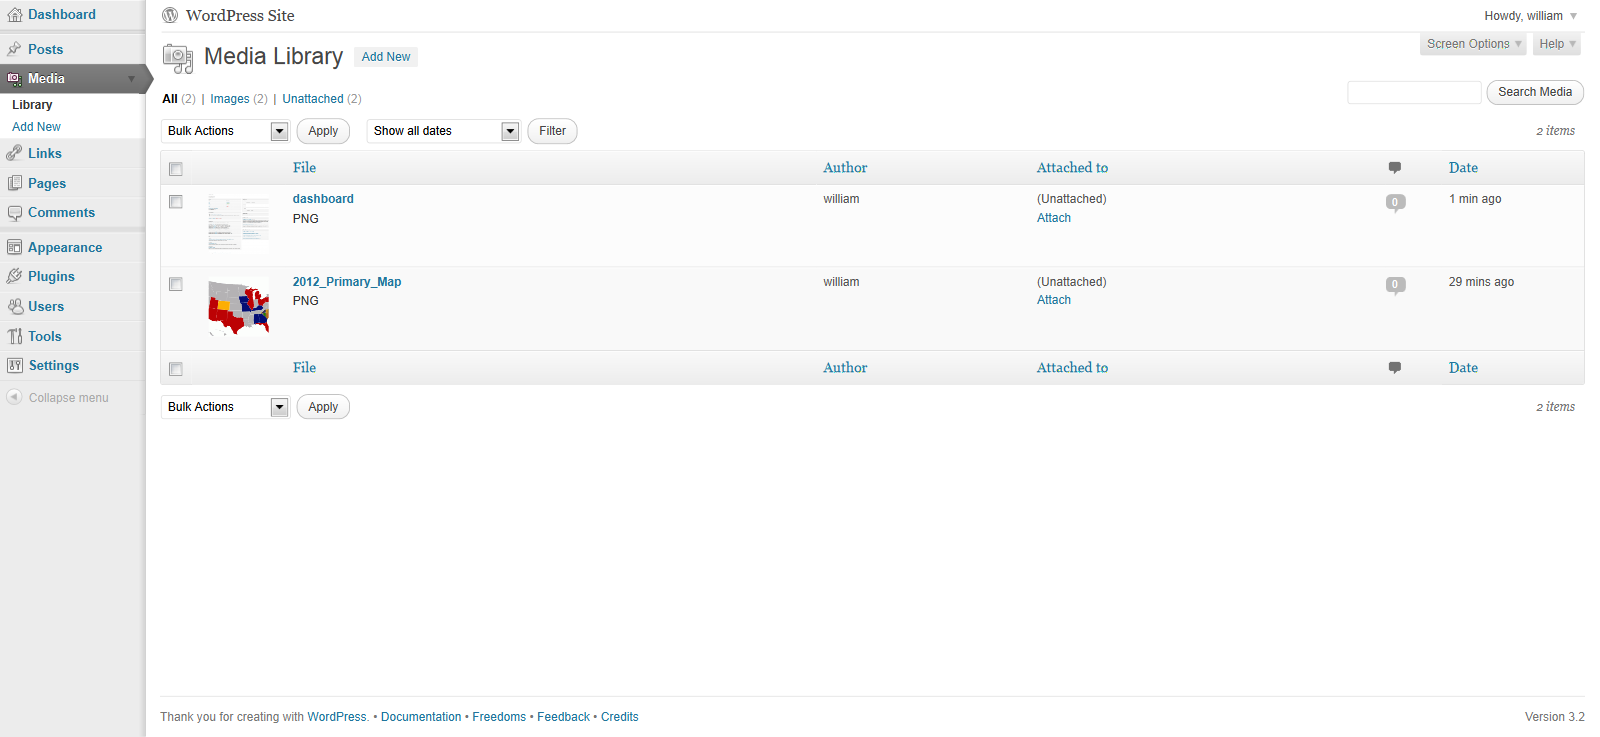 Dashboard
Posts
Media
Library
Add New
Links
Pages
Comments
Appearance
Plugins
Users
Tools
Settings
Collapse menu
WordPress Site
Howdy, william
Screen Options
Help
Media Library Add New
All (2) | Images (2) | Unattached (2)
Search Media
Bulk Actions Apply Show all dates Filter
2 items
File Author Attached to Date
dashboard william (Unattached) 0 1 min ago
PNG Attach
2012_Primary_Map william (Unattached) 0 29 mins ago
PNG Attach
File Author Attached to Date
Bulk Actions Apply
2 items
Thank you for creating with WordPress. • Documentation • Freedoms • Feedback • Credits
Version 3.2